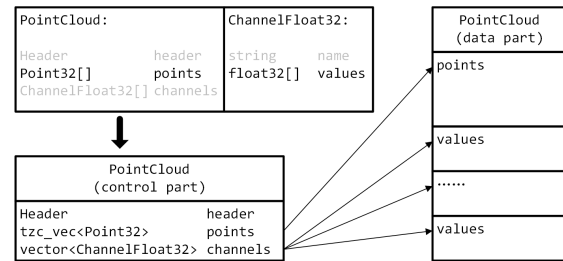 PointCloud:
Header header
Point32[] points
ChannelFloat32[] channels
ChannelFloat32:
string name
float32[] values
PointCloud
(control part)
Header header
tzc_vec<Point32> points
vector<ChannelFloat32> channels
PointCloud
(data part)
points
values
......
values